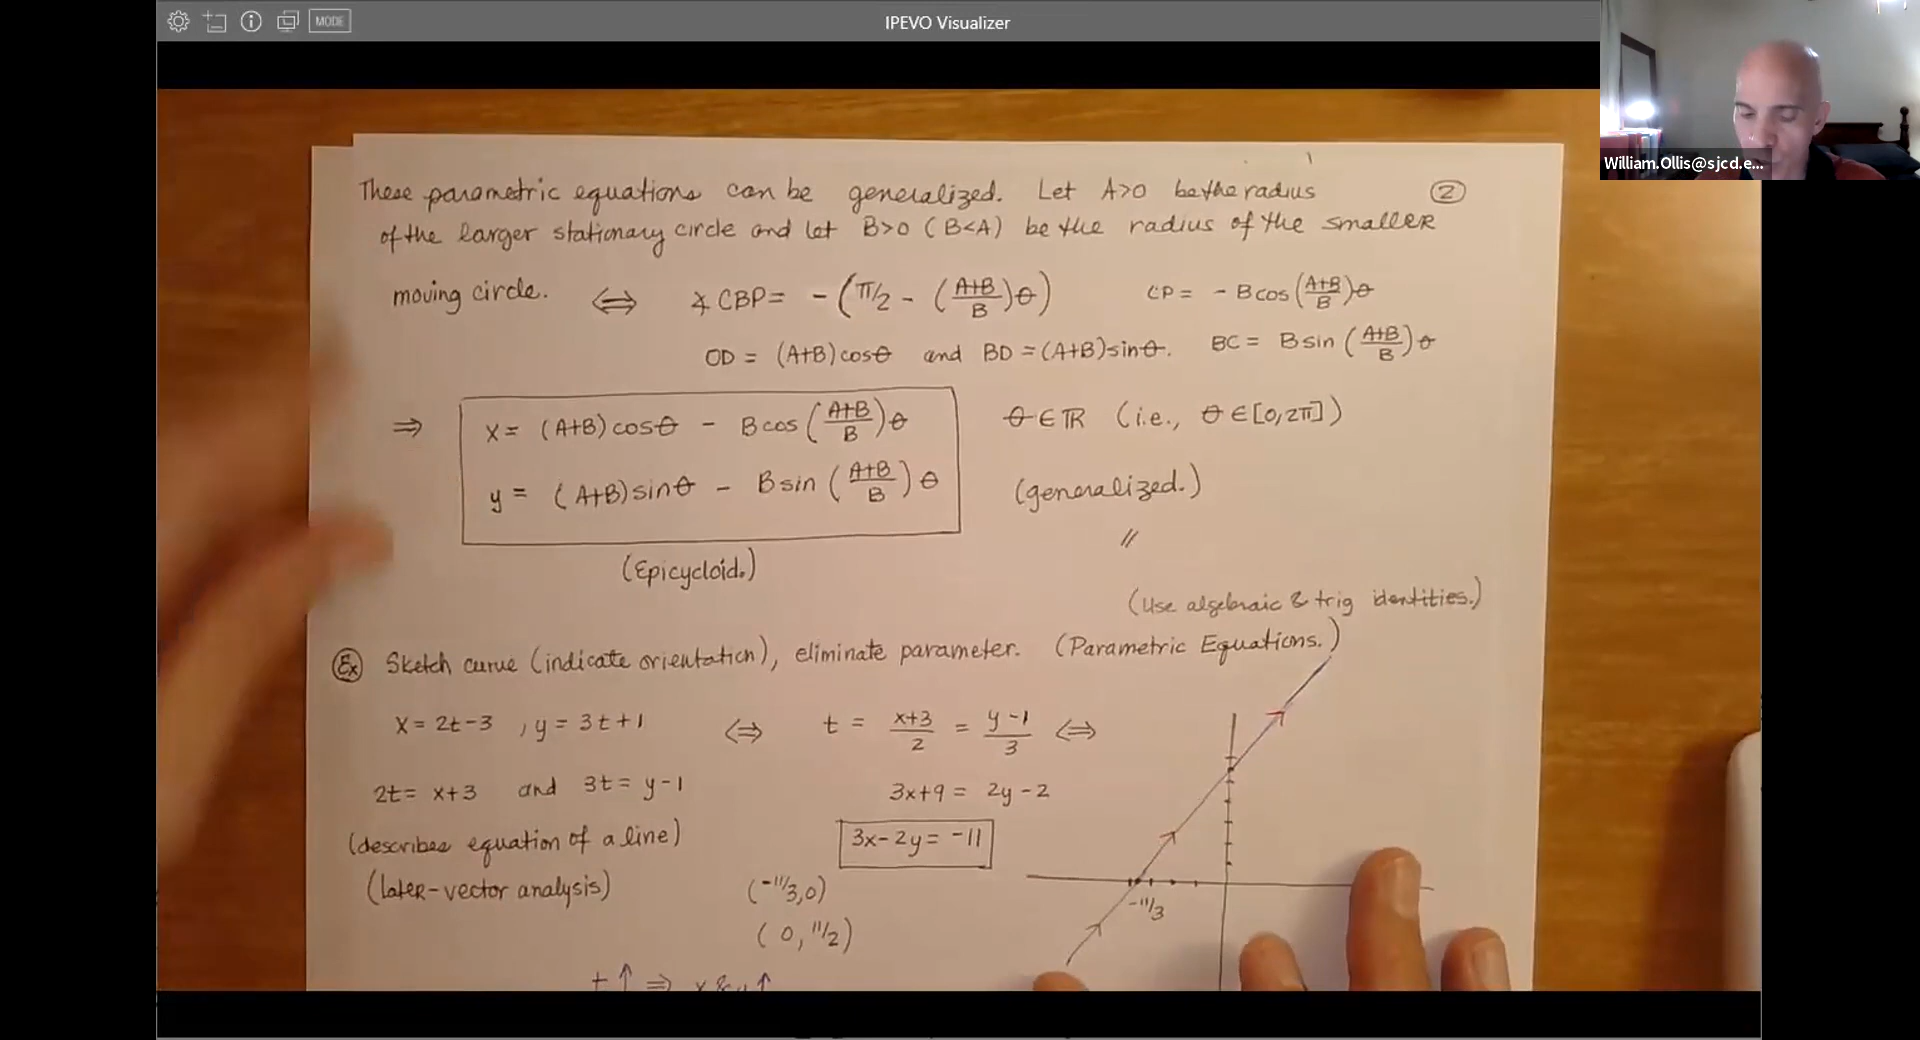 MODE
IPEVO Visualizer
William.Ollis@sjcd.e...
These parametric equations can be generalized. Let A>0 be the radius
②
of the larger stationary circle and let B>0 (B<A) be the radius of the smaller
moving circle. ⟺ ∡ CBP = -(π/2 - ((A+B)/B)θ) CP = -B cos((A+B)/B)θ
OD = (A+B)cosθ and BD = (A+B)sinθ. BC = B sin((A+B)/B)θ
⇒ x = (A+B)cosθ - B cos((A+B)/B)θ θ ∈ ℝ (i.e., θ ∈ [0,2π])
y = (A+B)sinθ - B sin((A+B)/B)θ (generalized.)
//
(Epicycloid.)
(Use algebraic & trig identities.)
Ex Sketch curve (indicate orientation), eliminate parameter. (Parametric Equations.)
x = 2t-3 , y = 3t+1 ⟺ t = (x+3)/2 = (y-1)/3 ⟺
2t = x+3 and 3t = y-1 3x+9 = 2y-2
(describes equation of a line) 3x-2y = -11
(later-vector analysis) (-11/3,0)
-11/3
(0, 11/2)
t↑ ⇒ x & y ↑